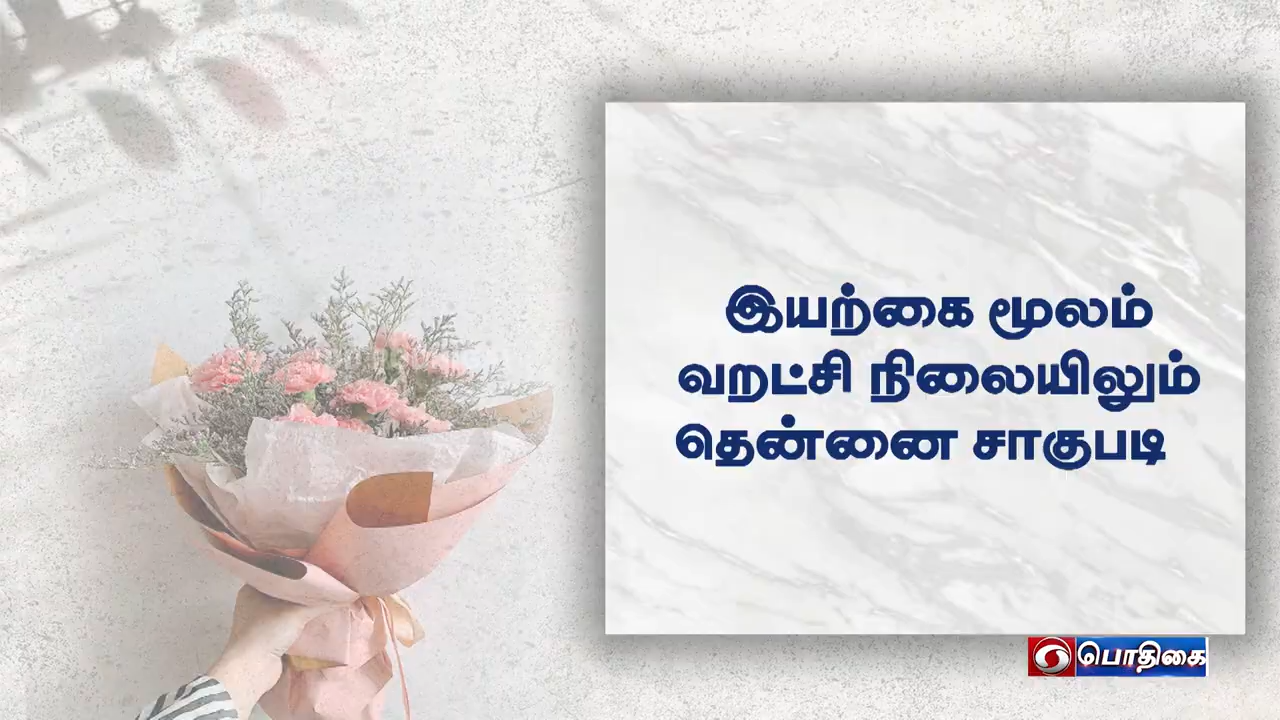 இயற்கை மூலம்
வறட்சி நிலையிலும்
தென்னை சாகுபடி
பொதிகை